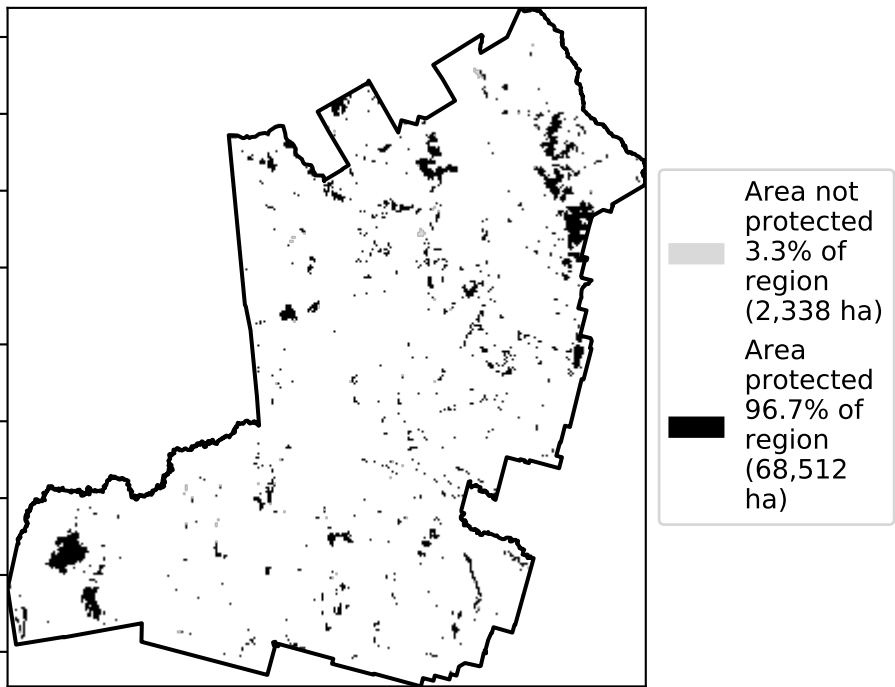 Area not
protected
3.3% of
region
(2,338 ha)
Area
protected
96.7% of
region
(68,512
ha)